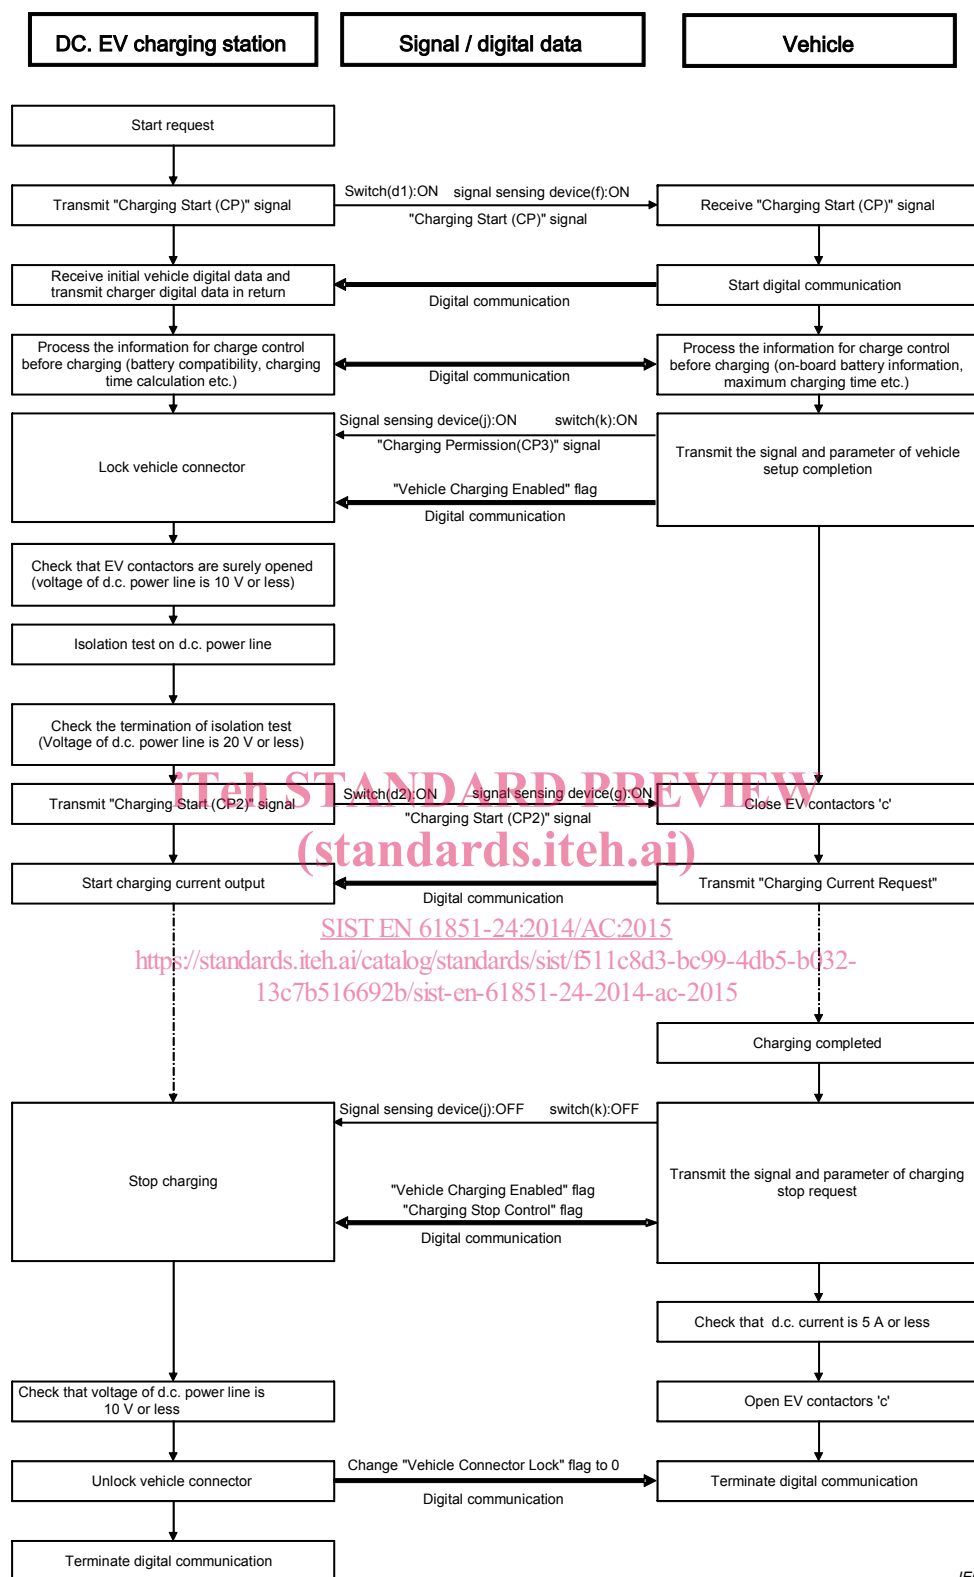 DC. EV charging station
Signal / digital data
Vehicle
Start request
Transmit "Charging Start (CP)" signal
Switch(d1):ON signal sensing device(f):ON
"Charging Start (CP)" signal
Receive "Charging Start (CP)" signal
Receive initial vehicle digital data and
transmit charger digital data in return
Digital communication
Start digital communication
Process the information for charge control
before charging (battery compatibility, charging
time calculation etc.)
Digital communication
Process the information for charge control
before charging (on-board battery information,
maximum charging time etc.)
Lock vehicle connector
Signal sensing device(j):ON switch(k):ON
"Charging Permission(CP3)" signal
"Vehicle Charging Enabled" flag
Digital communication
Transmit the signal and parameter of vehicle
setup completion
Check that EV contactors are surely opened
(voltage of d.c. power line is 10 V or less)
Isolation test on d.c. power line
Check the termination of isolation test
(Voltage of d.c. power line is 20 V or less)
iTeh STANDARD PREVIEW
Transmit "Charging Start (CP2)" signal
Switch(d2):ON signal sensing device(g):ON
"Charging Start (CP2)" signal
Close EV contactors 'c'
(standards.iteh.ai)
Start charging current output
Digital communication
Transmit "Charging Current Request"
SIST EN 61851-24:2014/AC:2015
https://standards.iteh.ai/catalog/standards/sist/f511c8d3-bc99-4db5-b032-
13c7b516692b/sist-en-61851-24-2014-ac-2015
Charging completed
Stop charging
Signal sensing device(j):OFF switch(k):OFF
"Vehicle Charging Enabled" flag
"Charging Stop Control" flag
Digital communication
Transmit the signal and parameter of charging
stop request
Check that d.c. current is 5 A or less
Check that voltage of d.c. power line is
10 V or less
Open EV contactors 'c'
Unlock vehicle connector
Change "Vehicle Connector Lock" flag to 0
Digital communication
Terminate digital communication
Terminate digital communication